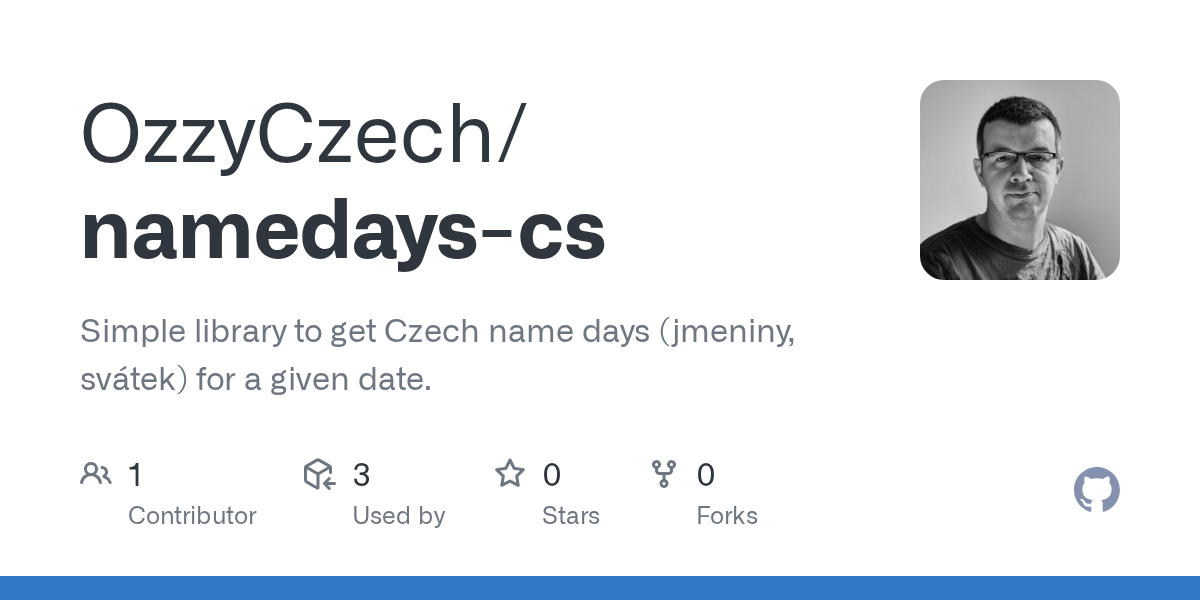 OzzyCzech/
namedays-cs
Simple library to get Czech name days (jmeniny,
svátek) for a given date.
1 3 0 0
Contributor Used by Stars Forks